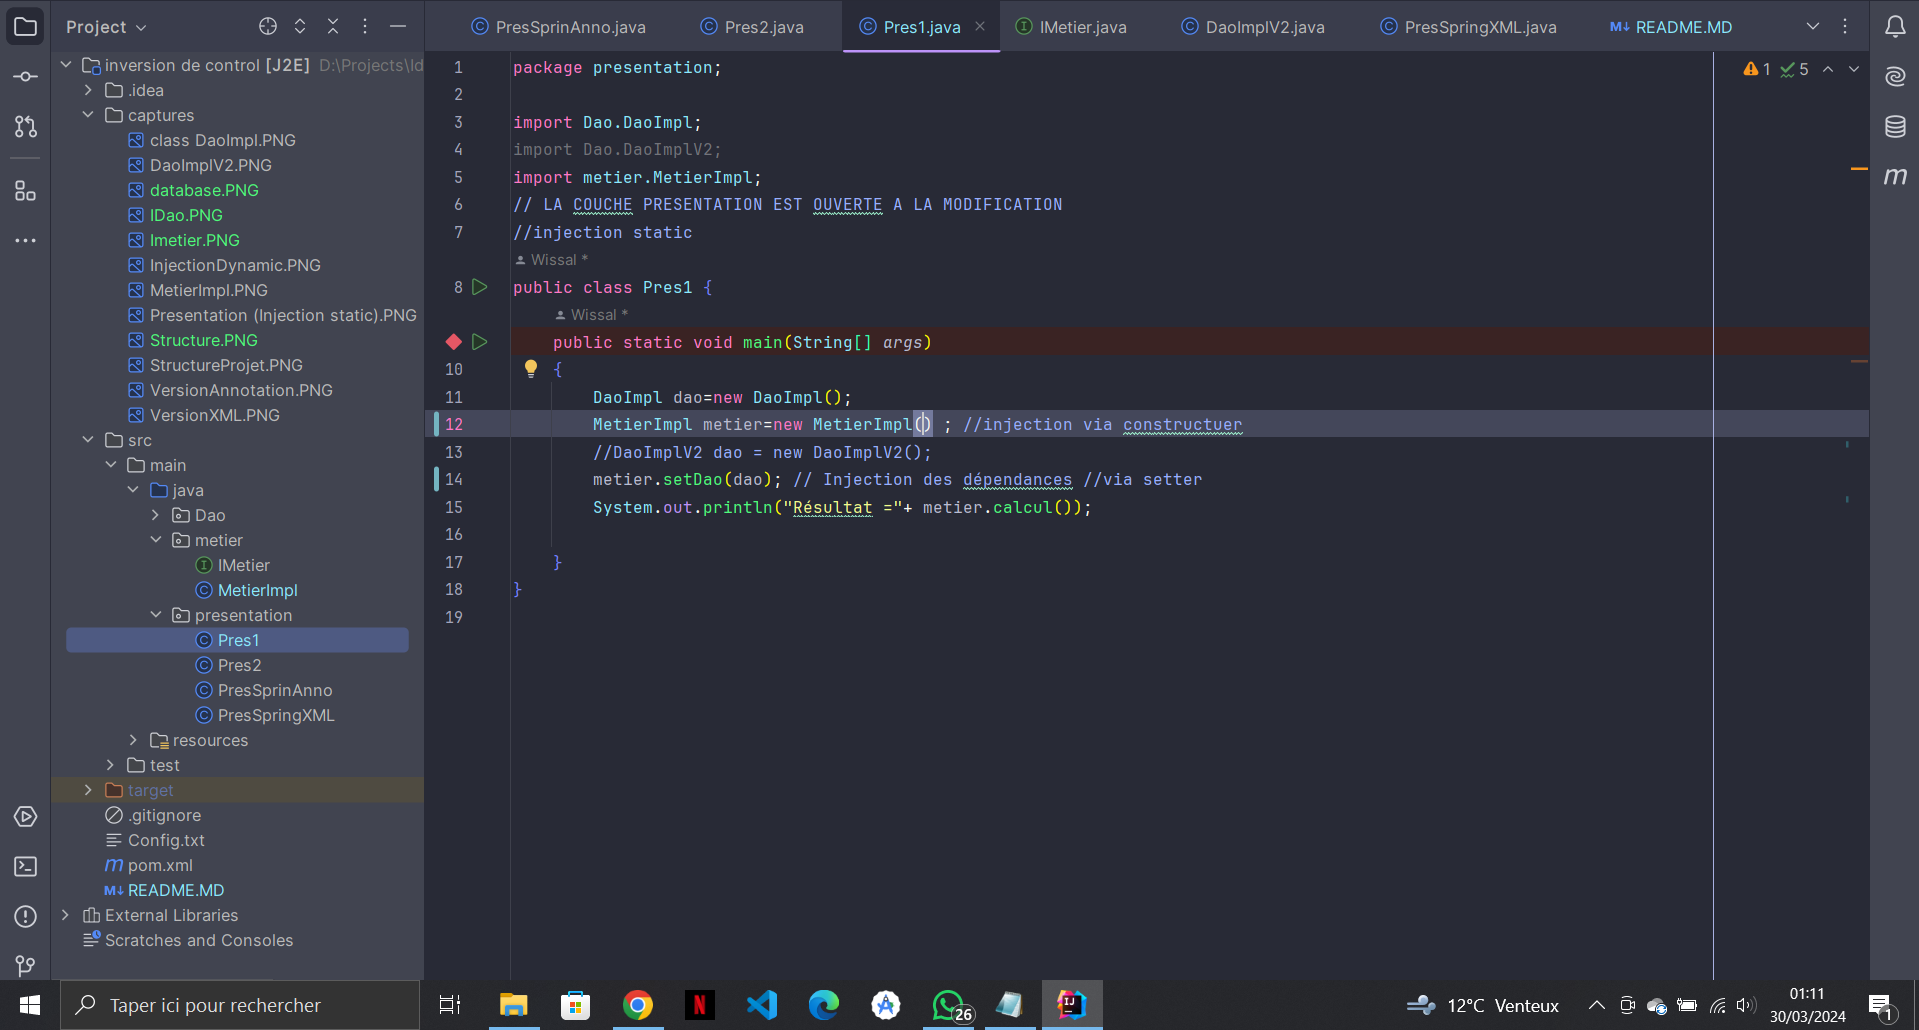 Project
PresSprinAnno.java
Pres2.java
Pres1.java
IMetier.java
DaoImplV2.java
PresSpringXML.java
M↓ README.MD
inversion de control [J2E] D:\Projects\Id
.idea
captures
class DaoImpl.PNG
DaoImplV2.PNG
database.PNG
IDao.PNG
Imetier.PNG
InjectionDynamic.PNG
MetierImpl.PNG
Presentation (Injection static).PNG
Structure.PNG
StructureProjet.PNG
VersionAnnotation.PNG
VersionXML.PNG
src
main
java
Dao
metier
IMetier
MetierImpl
presentation
Pres1
Pres2
PresSprinAnno
PresSpringXML
resources
test
target
.gitignore
Config.txt
pom.xml
M↓ README.MD
External Libraries
Scratches and Consoles
1 package presentation;
2
3 import Dao.DaoImpl;
4 import Dao.DaoImplV2;
5 import metier.MetierImpl;
6 // LA COUCHE PRESENTATION EST OUVERTE A LA MODIFICATION
7 //injection static
Wissal *
8 public class Pres1 {
Wissal *
public static void main(String[] args)
10 {
11 DaoImpl dao=new DaoImpl();
12 MetierImpl metier=new MetierImpl() ; //injection via constructuer
13 //DaoImplV2 dao = new DaoImplV2();
14 metier.setDao(dao); // Injection des dépendances //via setter
15 System.out.println("Résultat ="+ metier.calcul());
16
17 }
18 }
19
1 5
m
Taper ici pour rechercher
26
12°C Venteux
01:11
30/03/2024
1